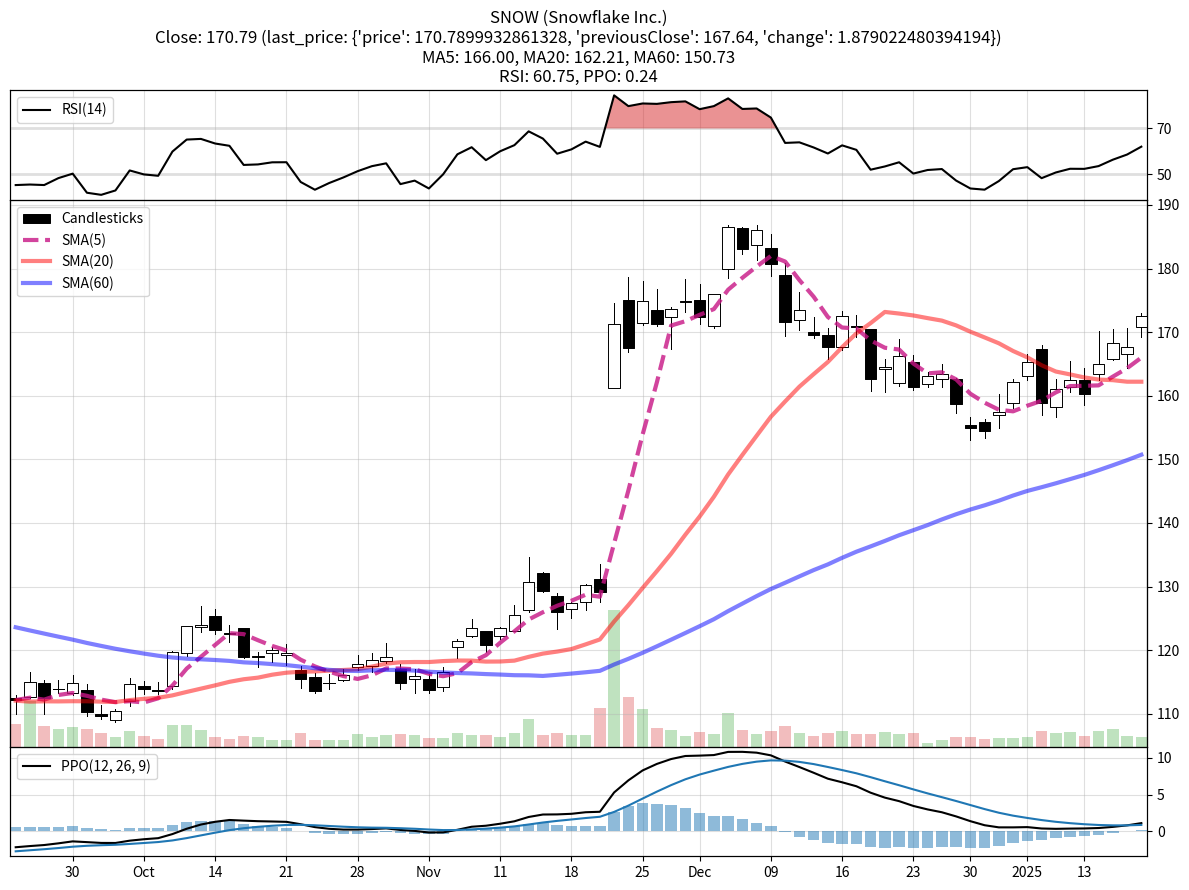 SNOW (Snowflake Inc.)
Close: 170.79 (last_price: {'price': 170.7899932861328, 'previousClose': 167.64, 'change': 1.879022480394194})
MA5: 166.00, MA20: 162.21, MA60: 150.73
RSI: 60.75, PPO: 0.24
RSI(14)
70
50
Candlesticks
SMA(5)
SMA(20)
SMA(60)
190
180
170
160
150
140
130
120
110
PPO(12, 26, 9)
10
5
0
30 Oct 14 21 28 Nov 11 18 25 Dec 09 16 23 30 2025 13